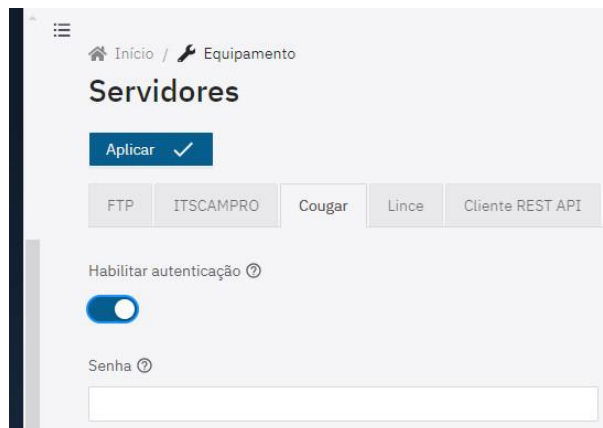 Início / Equipamento
Servidores
Aplicar
FTP ITSCAMPRO Cougar Lince Cliente REST API
Habilitar autenticação
Senha